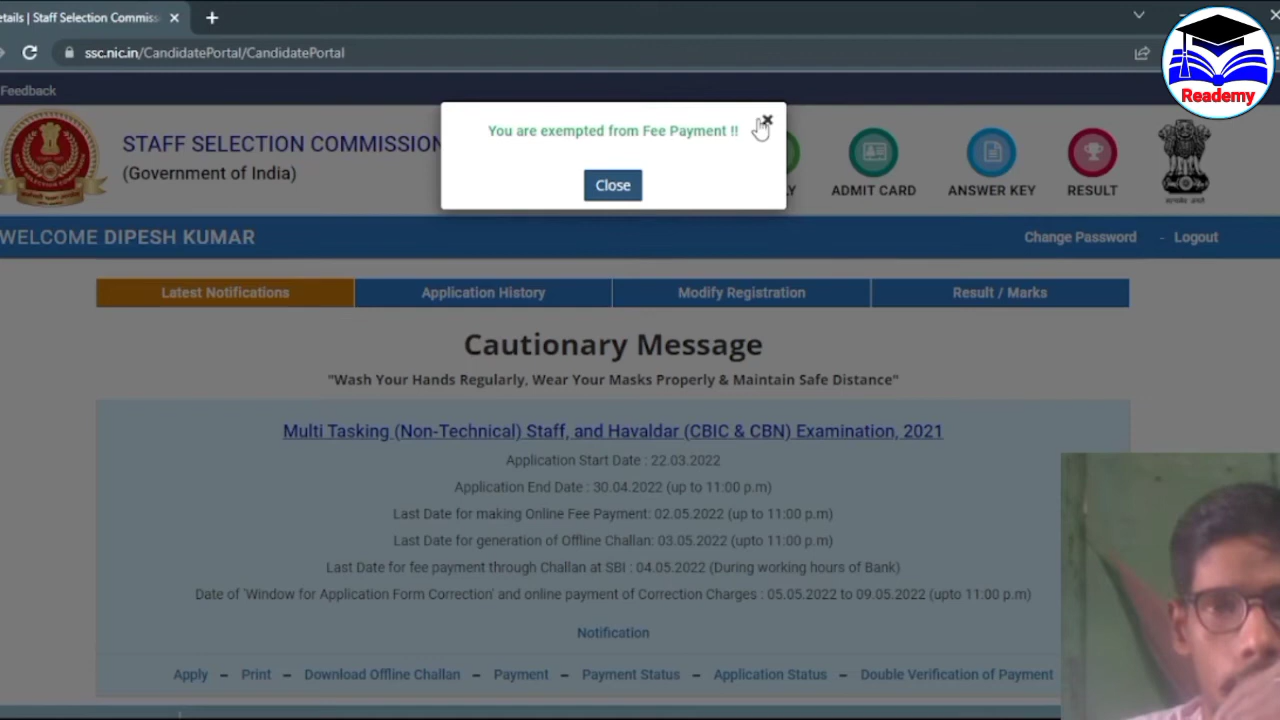 etails | Staff Selection Commiss
ssc.nic.in/CandidatePortal/CandidatePortal
Reademy
Feedback
STAFF SELECTION COMMISSION
(Government of India)
You are exempted from Fee Payment !!
Close
Y
ADMIT CARD
ANSWER KEY
RESULT
WELCOME DIPESH KUMAR
Change Password - Logout
Latest Notifications
Application History
Modify Registration
Result / Marks
Cautionary Message
"Wash Your Hands Regularly, Wear Your Masks Properly & Maintain Safe Distance"
Multi Tasking (Non-Technical) Staff, and Havaldar (CBIC & CBN) Examination, 2021
Application Start Date : 22.03.2022
Application End Date : 30.04.2022 (up to 11:00 p.m)
Last Date for making Online Fee Payment: 02.05.2022 (up to 11:00 p.m)
Last Date for generation of Offline Challan: 03.05.2022 (upto 11:00 p.m)
Last Date for fee payment through Challan at SBI : 04.05.2022 (During working hours of Bank)
Date of 'Window for Application Form Correction' and online payment of Correction Charges : 05.05.2022 to 09.05.2022 (upto 11:00 p.m)
Notification
Apply – Print – Download Offline Challan – Payment – Payment Status – Application Status – Double Verification of Payment